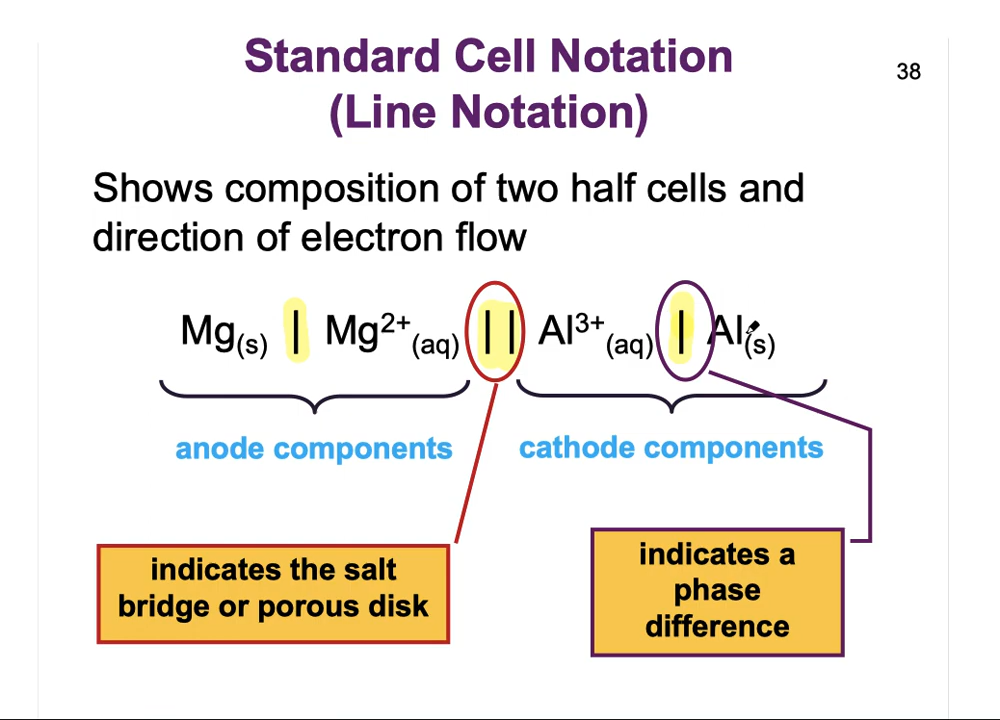 Standard Cell Notation
(Line Notation)
38
Shows composition of two half cells and
direction of electron flow
Mg(s) | Mg²⁺(aq) || Al³⁺(aq) | Al(s)
anode components
cathode components
indicates the salt
bridge or porous disk
indicates a
phase
difference